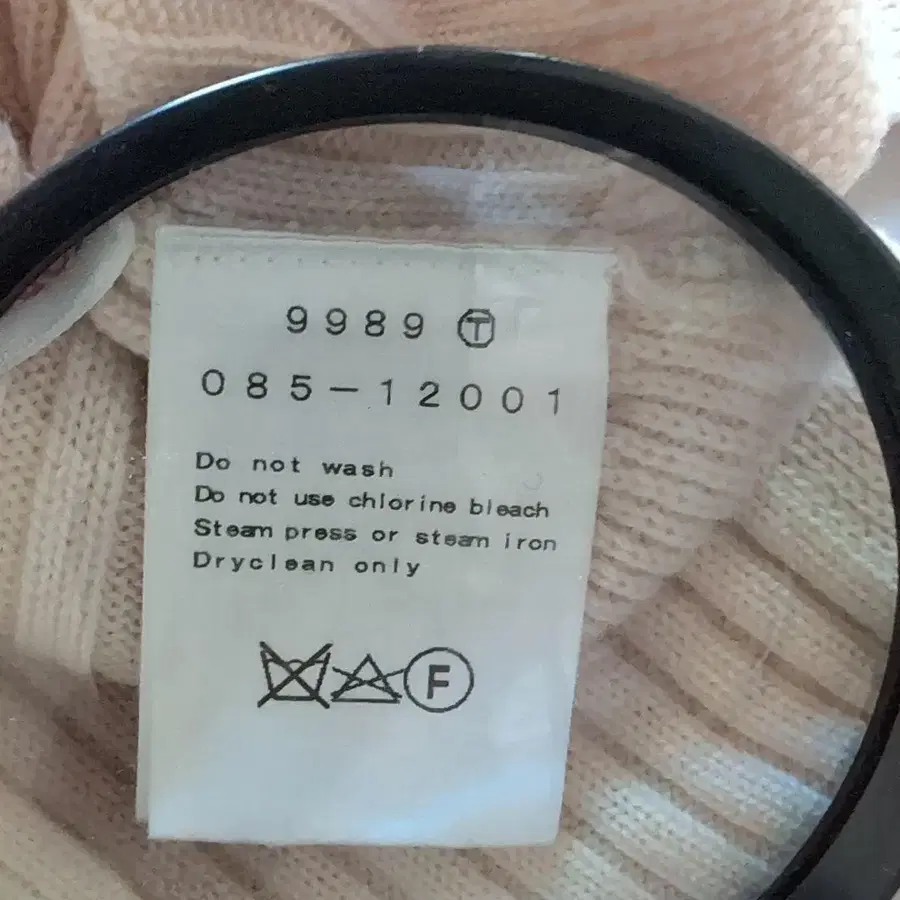 9989 Ⓣ
085-12001
Do not wash
Do not use chlorine bleach
Steam press or steam iron
Dryclean only
F